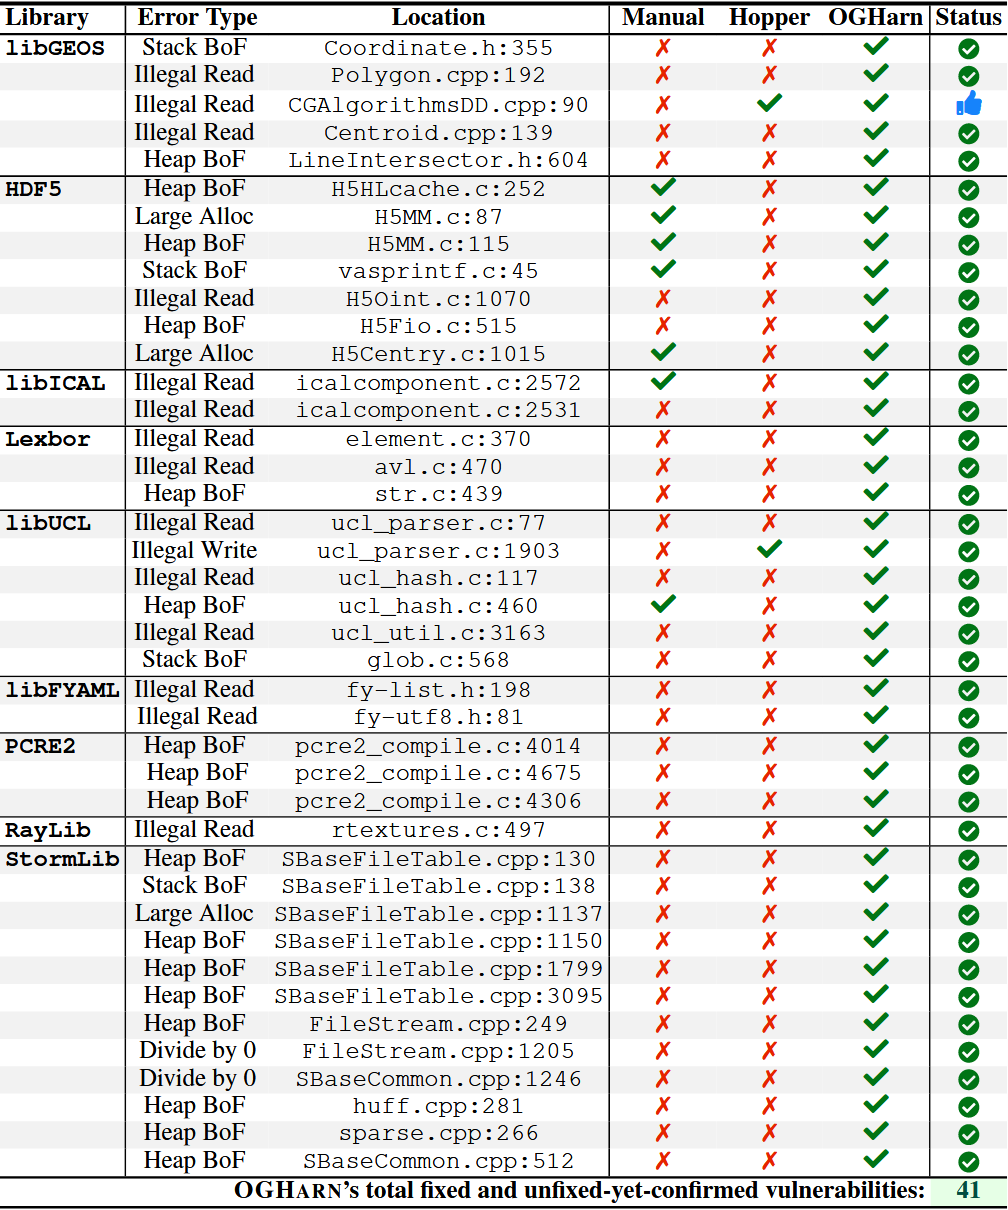 Library Error Type Location Manual Hopper OGHarn Status
libGEOS Stack BoF Coordinate.h:355 ✗ ✗ ✓ ✓
Illegal Read Polygon.cpp:192 ✗ ✗ ✓ ✓
Illegal Read CGAlgorithmsDD.cpp:90 ✗ ✓ ✓ 👍
Illegal Read Centroid.cpp:139 ✗ ✗ ✓ ✓
Heap BoF LineIntersector.h:604 ✗ ✗ ✓ ✓
HDF5 Heap BoF H5HLcache.c:252 ✓ ✗ ✓ ✓
Large Alloc H5MM.c:87 ✓ ✗ ✓ ✓
Heap BoF H5MM.c:115 ✓ ✗ ✓ ✓
Stack BoF vasprintf.c:45 ✓ ✗ ✓ ✓
Illegal Read H5Oint.c:1070 ✗ ✗ ✓ ✓
Heap BoF H5Fio.c:515 ✗ ✗ ✓ ✓
Large Alloc H5Centry.c:1015 ✓ ✗ ✓ ✓
libICAL Illegal Read icalcomponent.c:2572 ✓ ✗ ✓ ✓
Illegal Read icalcomponent.c:2531 ✗ ✗ ✓ ✓
Lexbor Illegal Read element.c:370 ✗ ✗ ✓ ✓
Illegal Read avl.c:470 ✗ ✗ ✓ ✓
Heap BoF str.c:439 ✗ ✗ ✓ ✓
libUCL Illegal Read ucl_parser.c:77 ✗ ✗ ✓ ✓
Illegal Write ucl_parser.c:1903 ✗ ✓ ✓ ✓
Illegal Read ucl_hash.c:117 ✗ ✗ ✓ ✓
Heap BoF ucl_hash.c:460 ✓ ✗ ✓ ✓
Illegal Read ucl_util.c:3163 ✗ ✗ ✓ ✓
Stack BoF glob.c:568 ✗ ✗ ✓ ✓
libFYAML Illegal Read fy-list.h:198 ✗ ✗ ✓ ✓
Illegal Read fy-utf8.h:81 ✗ ✗ ✓ ✓
PCRE2 Heap BoF pcre2_compile.c:4014 ✗ ✗ ✓ ✓
Heap BoF pcre2_compile.c:4675 ✗ ✗ ✓ ✓
Heap BoF pcre2_compile.c:4306 ✗ ✗ ✓ ✓
RayLib Illegal Read rtextures.c:497 ✗ ✗ ✓ ✓
StormLib Heap BoF SBaseFileTable.cpp:130 ✗ ✗ ✓ ✓
Stack BoF SBaseFileTable.cpp:138 ✗ ✗ ✓ ✓
Large Alloc SBaseFileTable.cpp:1137 ✗ ✗ ✓ ✓
Heap BoF SBaseFileTable.cpp:1150 ✗ ✗ ✓ ✓
Heap BoF SBaseFileTable.cpp:1799 ✗ ✗ ✓ ✓
Heap BoF SBaseFileTable.cpp:3095 ✗ ✗ ✓ ✓
Heap BoF FileStream.cpp:249 ✗ ✗ ✓ ✓
Divide by 0 FileStream.cpp:1205 ✗ ✗ ✓ ✓
Divide by 0 SBaseCommon.cpp:1246 ✗ ✗ ✓ ✓
Heap BoF huff.cpp:281 ✗ ✗ ✓ ✓
Heap BoF sparse.cpp:266 ✗ ✗ ✓ ✓
Heap BoF SBaseCommon.cpp:512 ✗ ✗ ✓ ✓
OGHARN's total fixed and unfixed-yet-confirmed vulnerabilities: 41